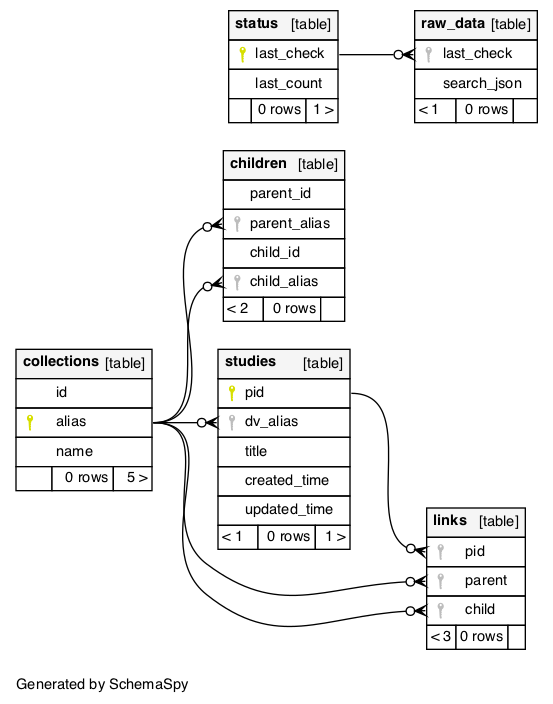 status [table]
last_check
last_count
0 rows 1 >
raw_data [table]
last_check
search_json
< 1 0 rows
children [table]
parent_id
parent_alias
child_id
child_alias
< 2 0 rows
collections [table]
id
alias
name
0 rows 5 >
studies [table]
pid
dv_alias
title
created_time
updated_time
< 1 0 rows 1 >
links [table]
pid
parent
child
< 3 0 rows
Generated by SchemaSpy